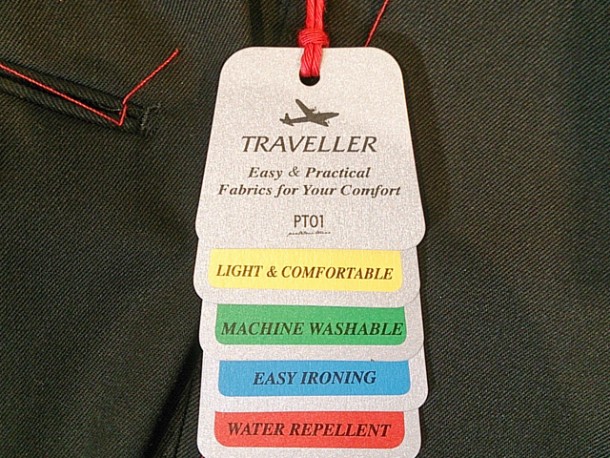 TRAVELLER
Easy & Practical
Fabrics for Your Comfort
PT01
LIGHT & COMFORTABLE
MACHINE WASHABLE
EASY IRONING
WATER REPELLENT